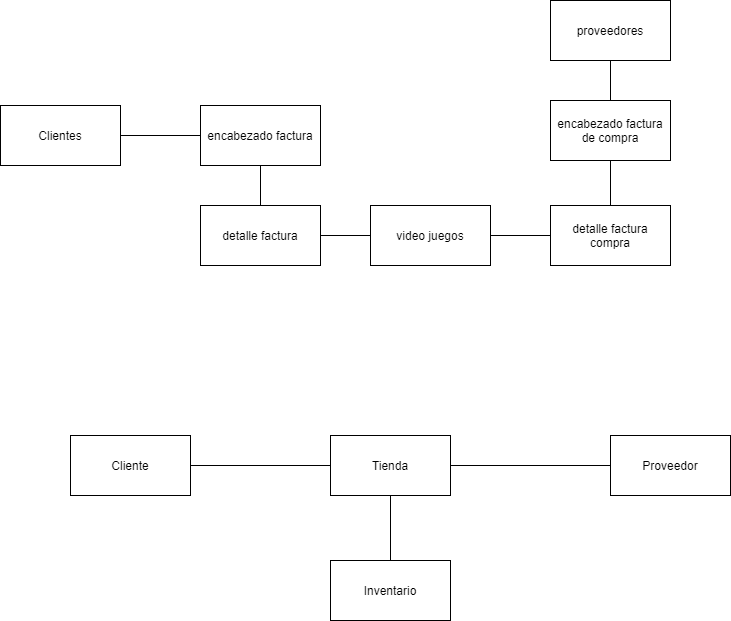 proveedores
Clientes
encabezado factura
encabezado factura
de compra
detalle factura
video juegos
detalle factura
compra
Cliente
Tienda
Proveedor
Inventario